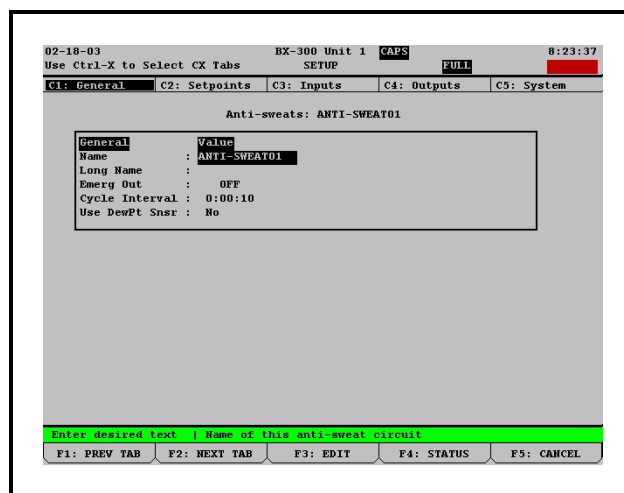 02-18-03 BX-300 Unit 1 CAPS 8:23:37
Use Ctrl-X to Select CX Tabs SETUP FULL
C1: General C2: Setpoints C3: Inputs C4: Outputs C5: System
Anti-sweats: ANTI-SWEAT01
General Value
Name : ANTI-SWEAT01
Long Name :
Emerg Out : OFF
Cycle Interval : 0:00:10
Use DewPt Snsr : No
Enter desired text | Name of this anti-sweat circuit
F1: PREV TAB F2: NEXT TAB F3: EDIT F4: STATUS F5: CANCEL